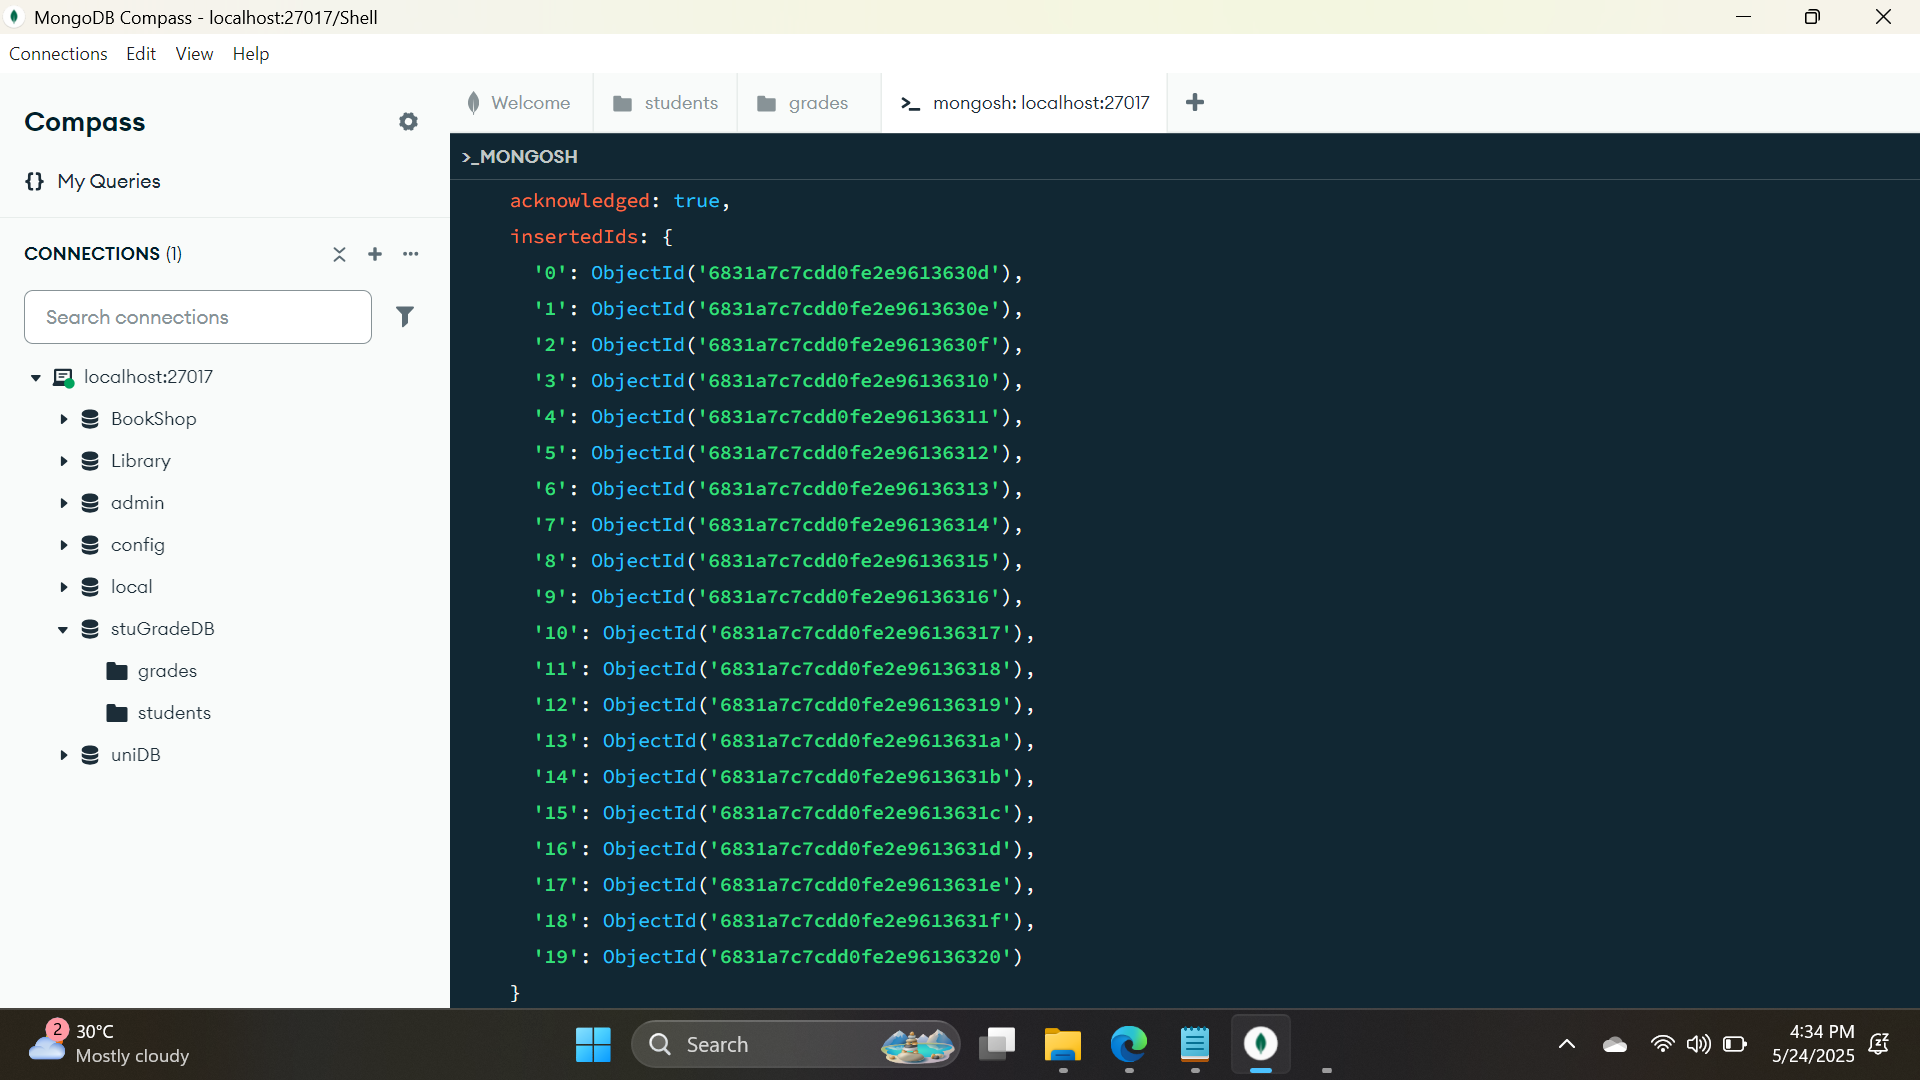 MongoDB Compass - localhost:27017/Shell
Connections Edit View Help
Compass
{} My Queries
CONNECTIONS (1)
Search connections
localhost:27017
BookShop
Library
admin
config
local
stuGradeDB
grades
students
uniDB
Welcome students grades >_ mongosh: localhost:27017 +
>_MONGOSH
acknowledged: true,
insertedIds: {
'0': ObjectId('6831a7c7cdd0fe2e9613630d'),
'1': ObjectId('6831a7c7cdd0fe2e9613630e'),
'2': ObjectId('6831a7c7cdd0fe2e9613630f'),
'3': ObjectId('6831a7c7cdd0fe2e96136310'),
'4': ObjectId('6831a7c7cdd0fe2e96136311'),
'5': ObjectId('6831a7c7cdd0fe2e96136312'),
'6': ObjectId('6831a7c7cdd0fe2e96136313'),
'7': ObjectId('6831a7c7cdd0fe2e96136314'),
'8': ObjectId('6831a7c7cdd0fe2e96136315'),
'9': ObjectId('6831a7c7cdd0fe2e96136316'),
'10': ObjectId('6831a7c7cdd0fe2e96136317'),
'11': ObjectId('6831a7c7cdd0fe2e96136318'),
'12': ObjectId('6831a7c7cdd0fe2e96136319'),
'13': ObjectId('6831a7c7cdd0fe2e9613631a'),
'14': ObjectId('6831a7c7cdd0fe2e9613631b'),
'15': ObjectId('6831a7c7cdd0fe2e9613631c'),
'16': ObjectId('6831a7c7cdd0fe2e9613631d'),
'17': ObjectId('6831a7c7cdd0fe2e9613631e'),
'18': ObjectId('6831a7c7cdd0fe2e9613631f'),
'19': ObjectId('6831a7c7cdd0fe2e96136320')
}
2
30°C
Mostly cloudy
Search
4:34 PM
5/24/2025